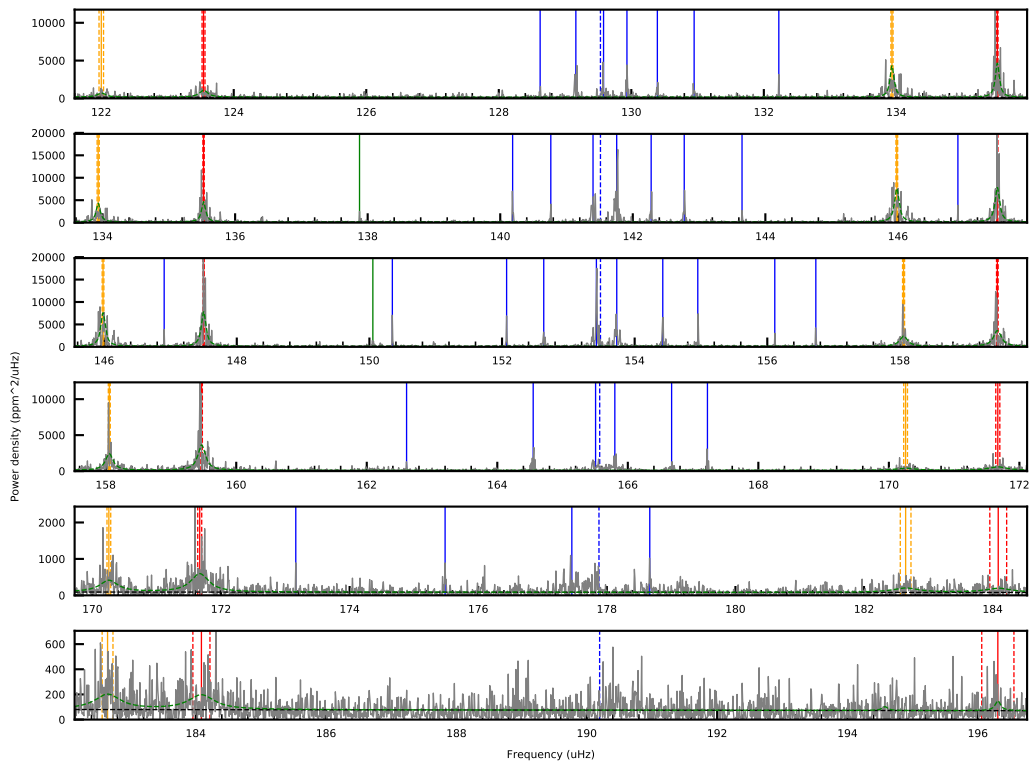 10000
5000
0
122 124 126 128 130 132 134
20000
15000
10000
5000
0
134 136 138 140 142 144 146
20000
15000
10000
5000
0
146 148 150 152 154 156 158
Power density (ppm^2/uHz)
10000
5000
0
158 160 162 164 166 168 170 172
2000
1000
0
170 172 174 176 178 180 182 184
600
400
200
0
184 186 188 190 192 194 196
Frequency (uHz)